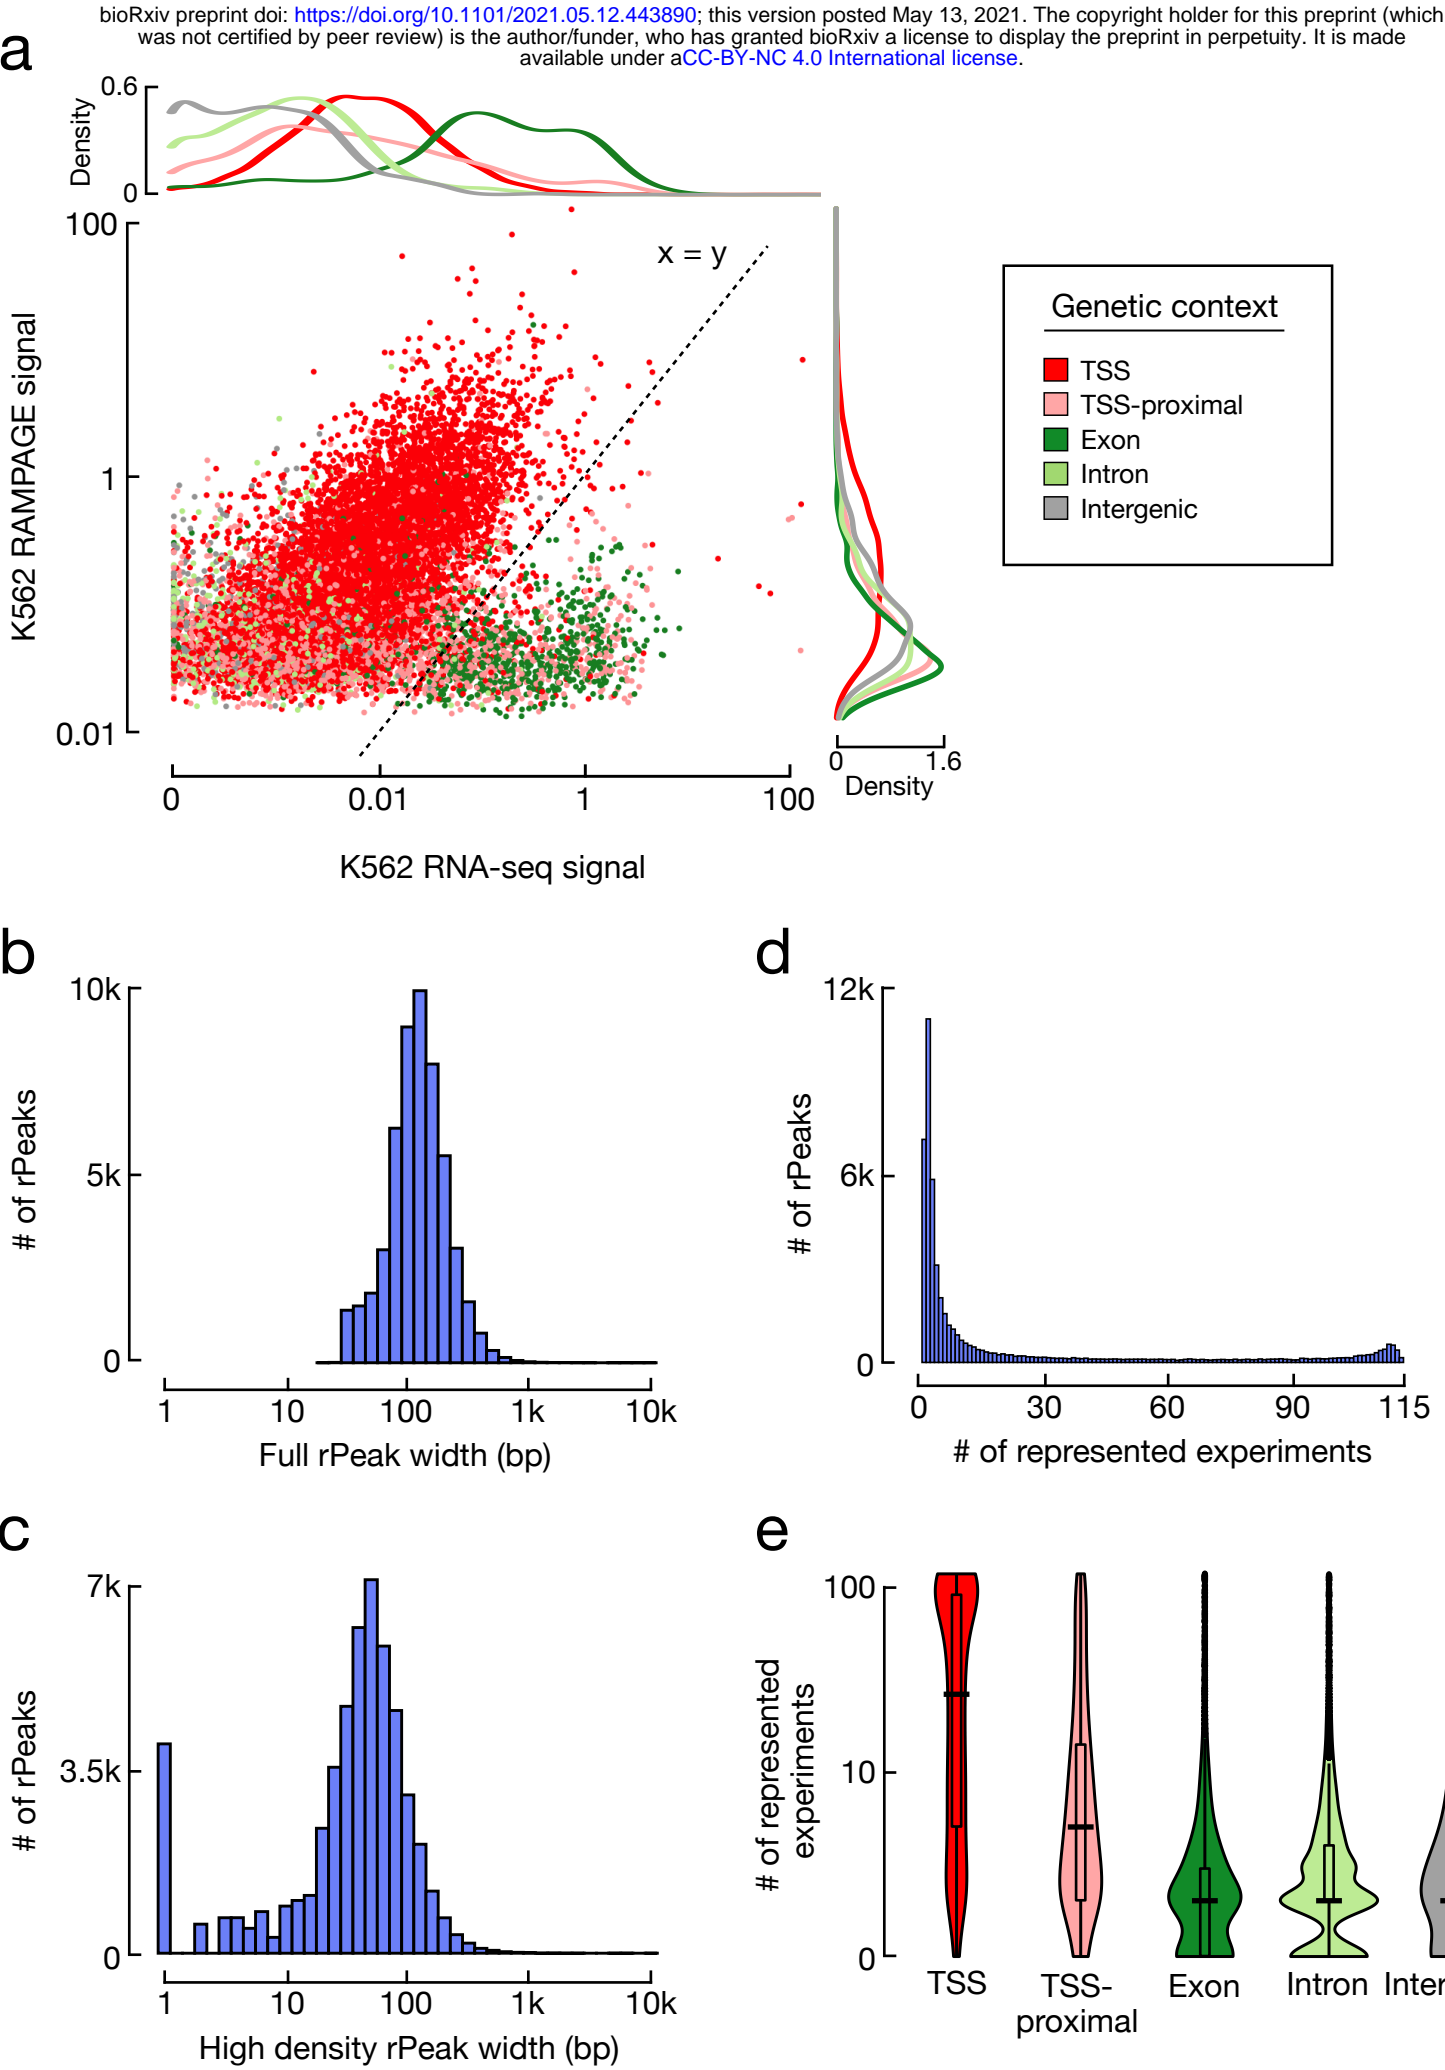 bioRxiv preprint doi: https://doi.org/10.1101/2021.05.12.443890; this version posted May 13, 2021. The copyright holder for this preprint (which
was not certified by peer review) is the author/funder, who has granted bioRxiv a license to display the preprint in perpetuity. It is made
available under aCC-BY-NC 4.0 International license.
a
0.6
Density
0
100
x = y
K562 RAMPAGE signal
1
0.01
0 0.01 1 100
K562 RNA-seq signal
0 1.6
Density
Genetic context
TSS
TSS-proximal
Exon
Intron
Intergenic
b
10k
# of rPeaks
5k
0
1 10 100 1k 10k
Full rPeak width (bp)
d
12k
# of rPeaks
6k
0
0 30 60 90 115
# of represented experiments
c
7k
# of rPeaks
3.5k
0
1 10 100 1k 10k
High density rPeak width (bp)
e
100
# of represented
experiments
10
0
TSS TSS- Exon Intron Inter
proximal